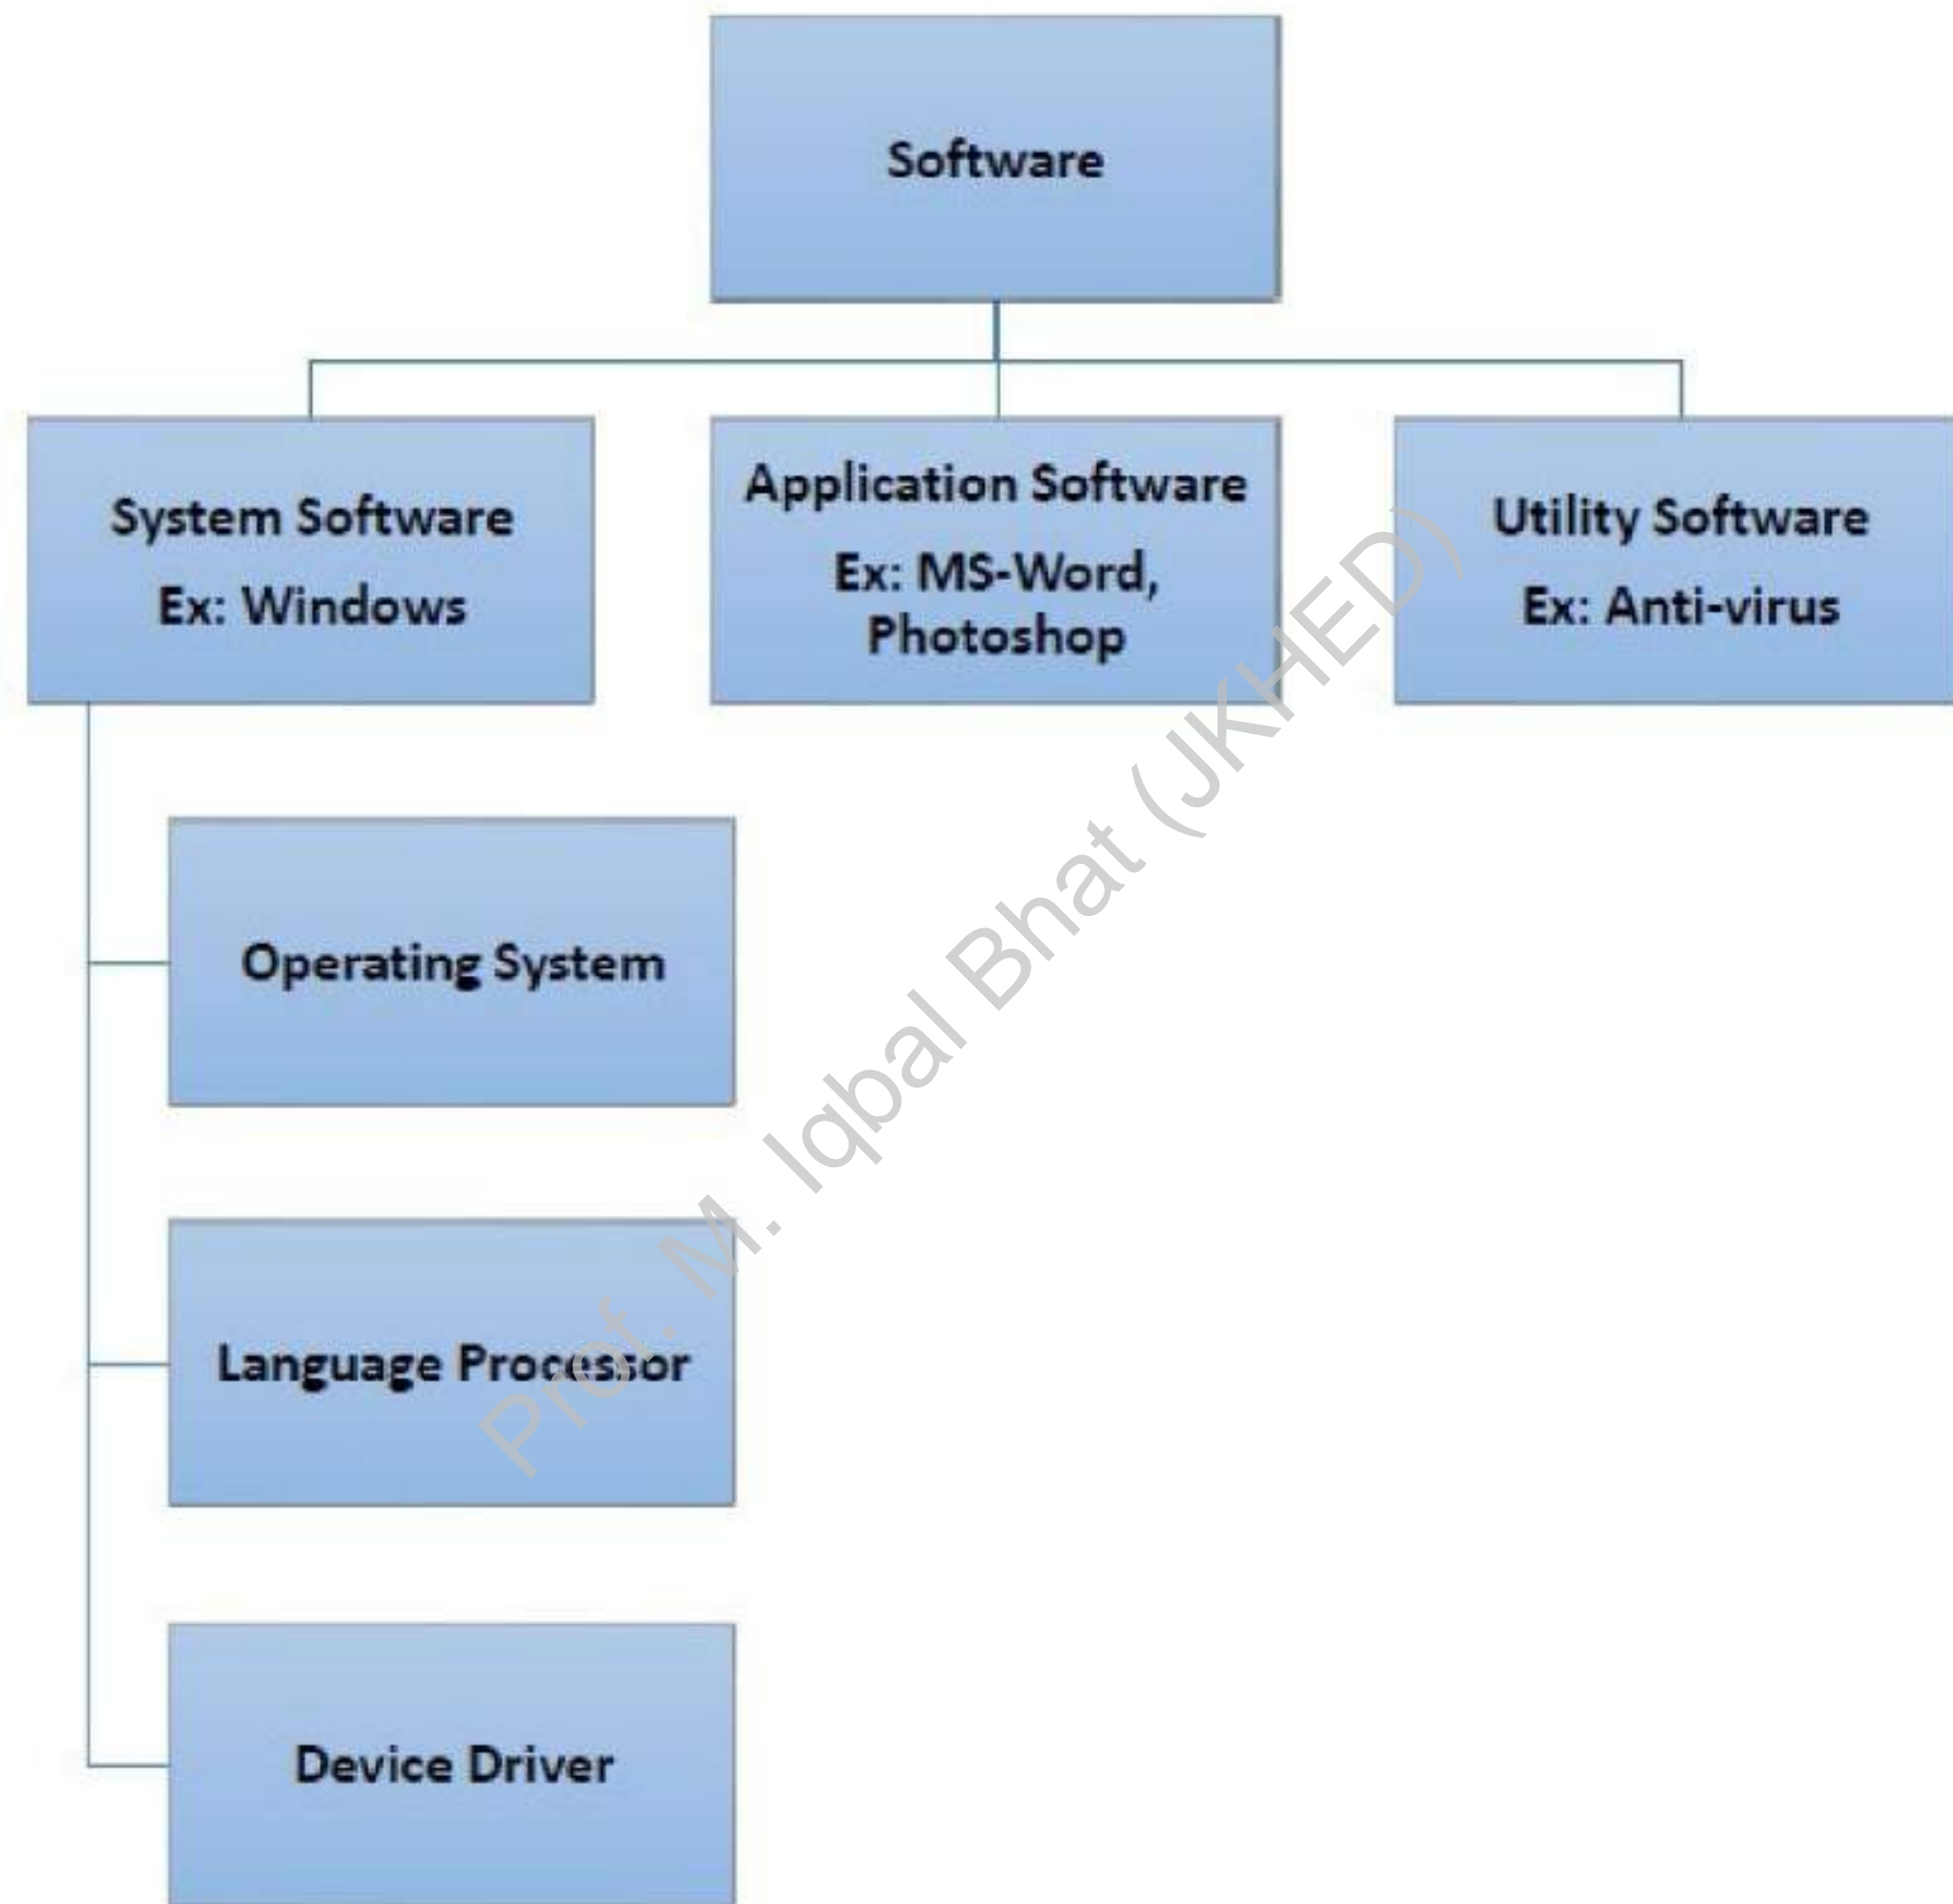 Software
System Software
Ex: Windows
Application Software
Ex: MS-Word,
Photoshop
Utility Software
Ex: Anti-virus
Operating System
Language Processor
Device Driver
Prof. M. Iqbal Bhat (JKHED)